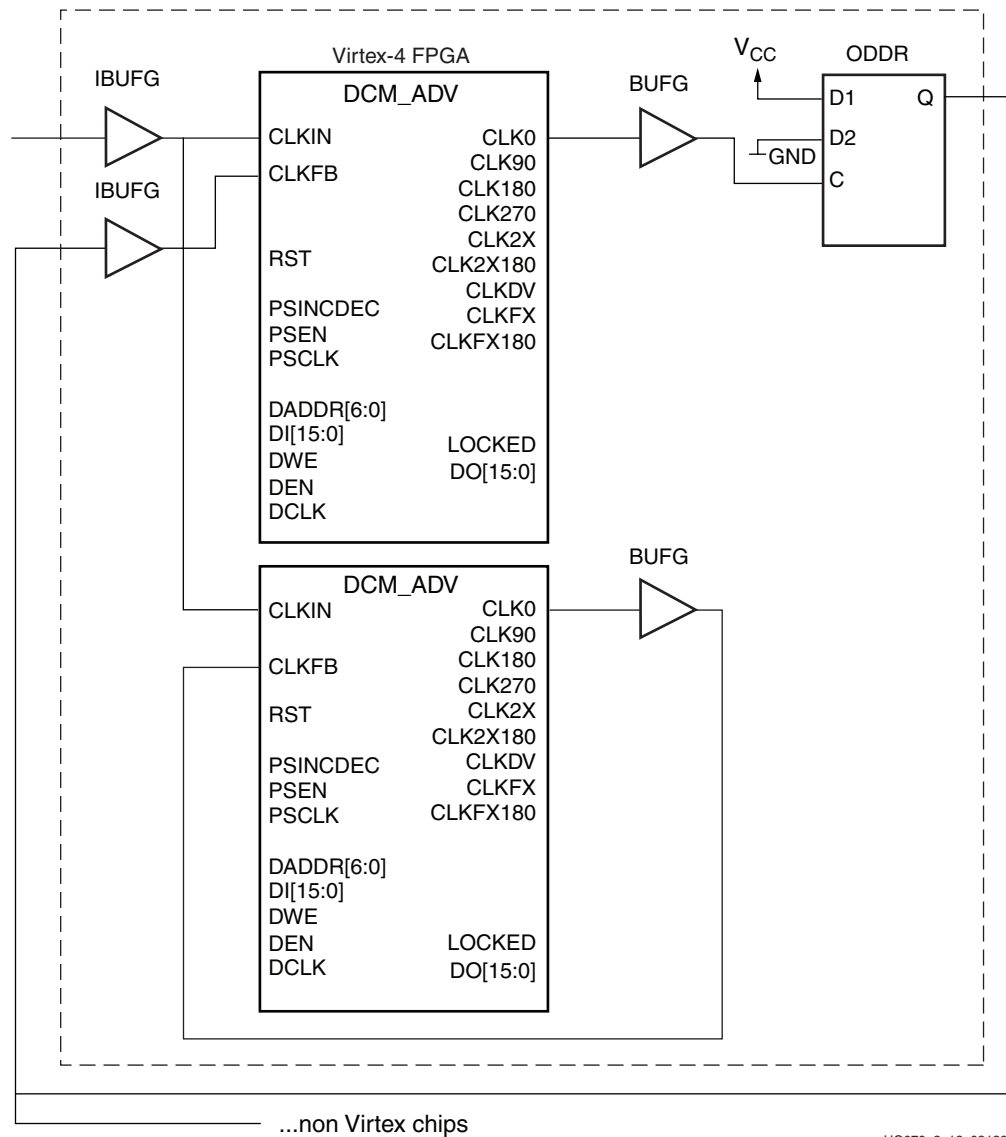 Virtex-4 FPGA
IBUFG
IBUFG
DCM_ADV
CLKIN
CLKFB
RST
PSINCDEC
PSEN
PSCLK
DADDR[6:0]
DI[15:0]
DWE
DEN
DCLK
CLK0
CLK90
CLK180
CLK270
CLK2X
CLK2X180
CLKDV
CLKFX
CLKFX180
LOCKED
DO[15:0]
BUFG
VCC
ODDR
D1
D2
C
Q
GND
DCM_ADV
CLKIN
CLKFB
RST
PSINCDEC
PSEN
PSCLK
DADDR[6:0]
DI[15:0]
DWE
DEN
DCLK
CLK0
CLK90
CLK180
CLK270
CLK2X
CLK2X180
CLKDV
CLKFX
CLKFX180
LOCKED
DO[15:0]
BUFG
...non Virtex chips